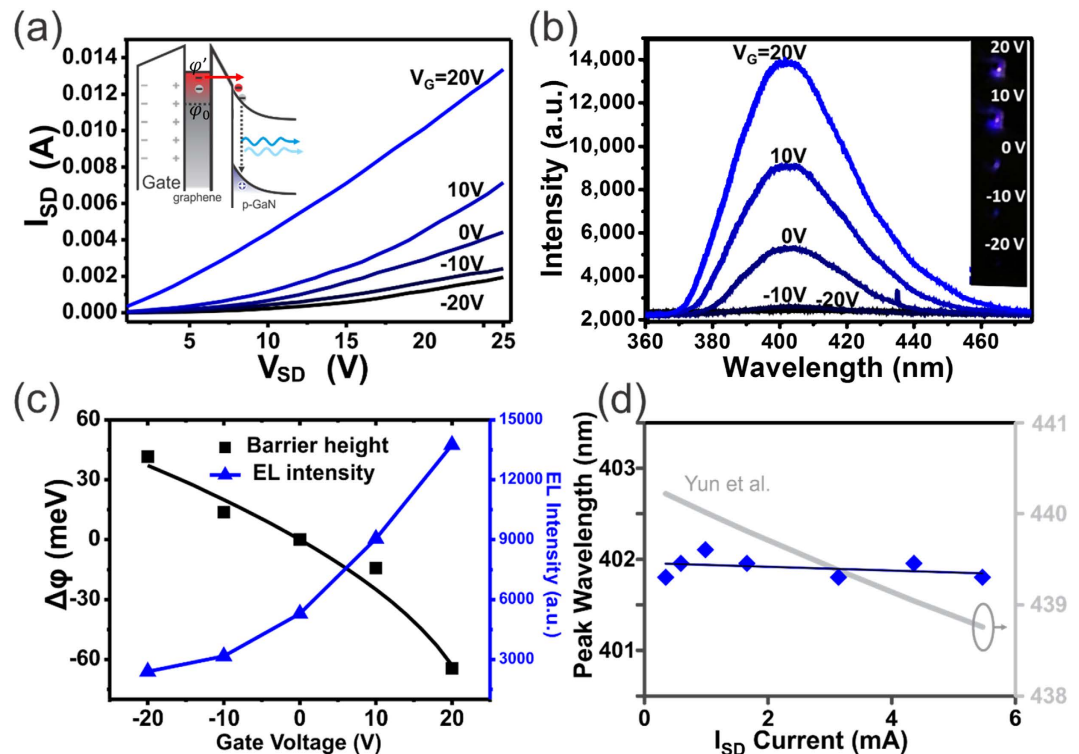 (a)
I_SD (A)
0.014
0.012
0.010
0.008
0.006
0.004
0.002
0.000
φ'
φ₀
Gate
graphene
p-GaN
V_G=20V
10V
0V
-10V
-20V
5 10 15 20 25
V_SD (V)
(b)
Intensity (a.u.)
14,000
12,000
10,000
8,000
6,000
4,000
2,000
V_G=20V
10V
0V
-10V
-20V
20 V
10 V
0 V
-10 V
-20 V
360 380 400 420 440 460
Wavelength (nm)
(c)
Δφ (meV)
60
30
0
-30
-60
Barrier height
EL intensity
15000
12000
9000
6000
3000
EL Intensity (a.u.)
-20 -10 0 10 20
Gate Voltage (V)
(d)
Peak Wavelength (nm)
403
402
401
Yun et al.
441
440
439
438
0 2 4 6
I_SD Current (mA)